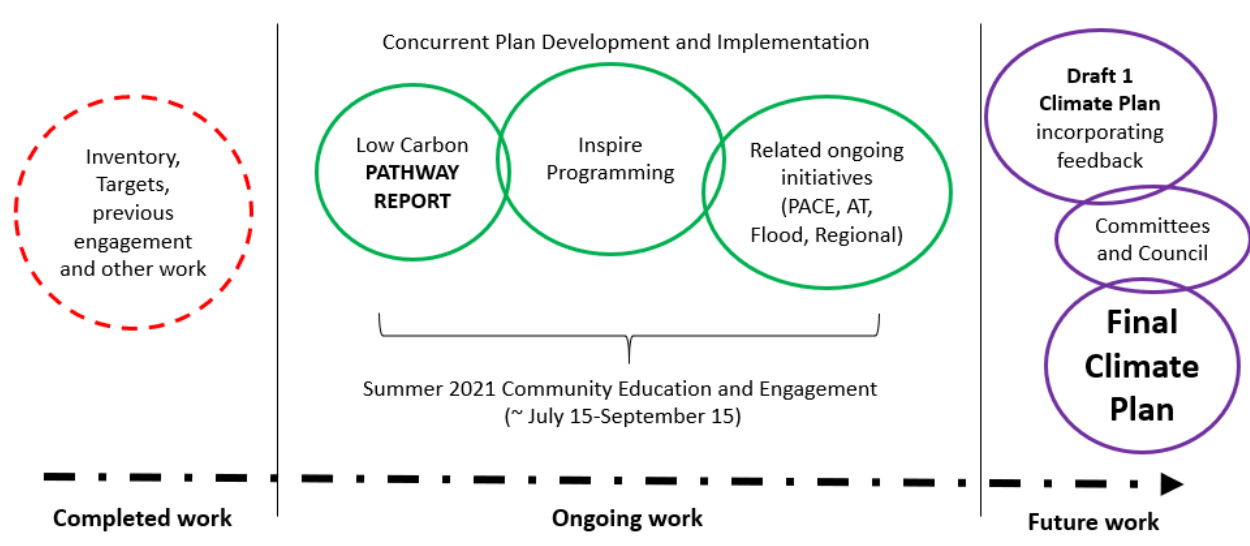 Concurrent Plan Development and Implementation
Inventory,
Targets,
previous
engagement
and other work
Low Carbon
PATHWAY
REPORT
Inspire
Programming
Related ongoing
initiatives
(PACE, AT,
Flood, Regional)
Summer 2021 Community Education and Engagement
(~ July 15-September 15)
Draft 1
Climate Plan
incorporating
feedback
Committees
and Council
Final
Climate
Plan
Completed work
Ongoing work
Future work